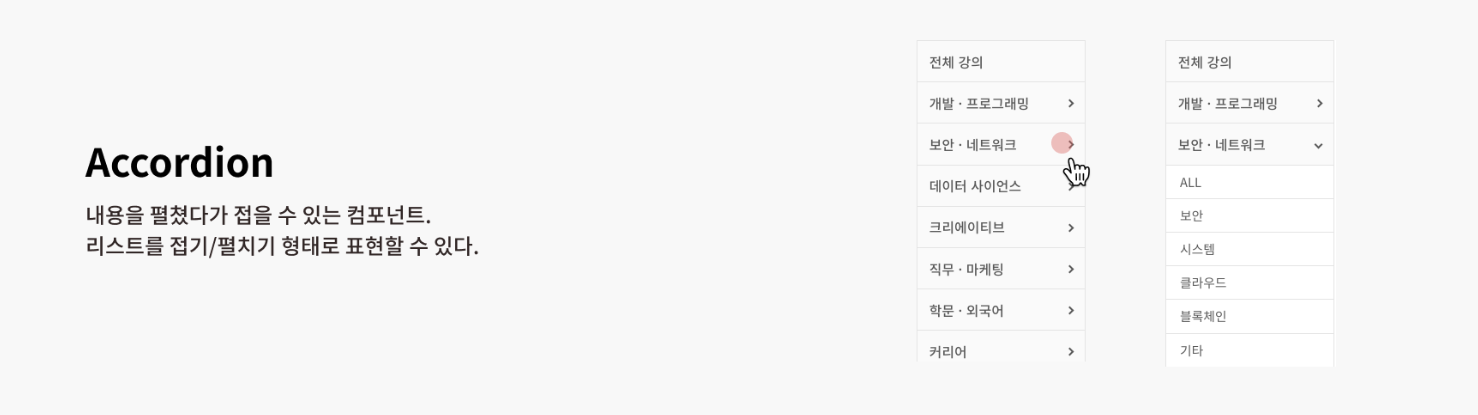 Accordion
내용을 펼쳤다가 접을 수 있는 컴포넌트.
리스트를 접기/펼치기 형태로 표현할 수 있다.
전체 강의
개발 · 프로그래밍
보안 · 네트워크
데이터 사이언스
크리에이티브
직무 · 마케팅
학문 · 외국어
커리어
전체 강의
개발 · 프로그래밍
보안 · 네트워크
ALL
보안
시스템
클라우드
블록체인
기타